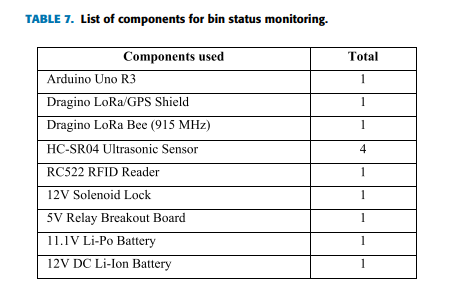 TABLE 7. List of components for bin status monitoring.
Components used Total
Arduino Uno R3 1
Dragino LoRa/GPS Shield 1
Dragino LoRa Bee (915 MHz) 1
HC-SR04 Ultrasonic Sensor 4
RC522 RFID Reader 1
12V Solenoid Lock 1
5V Relay Breakout Board 1
11.1V Li-Po Battery 1
12V DC Li-Ion Battery 1